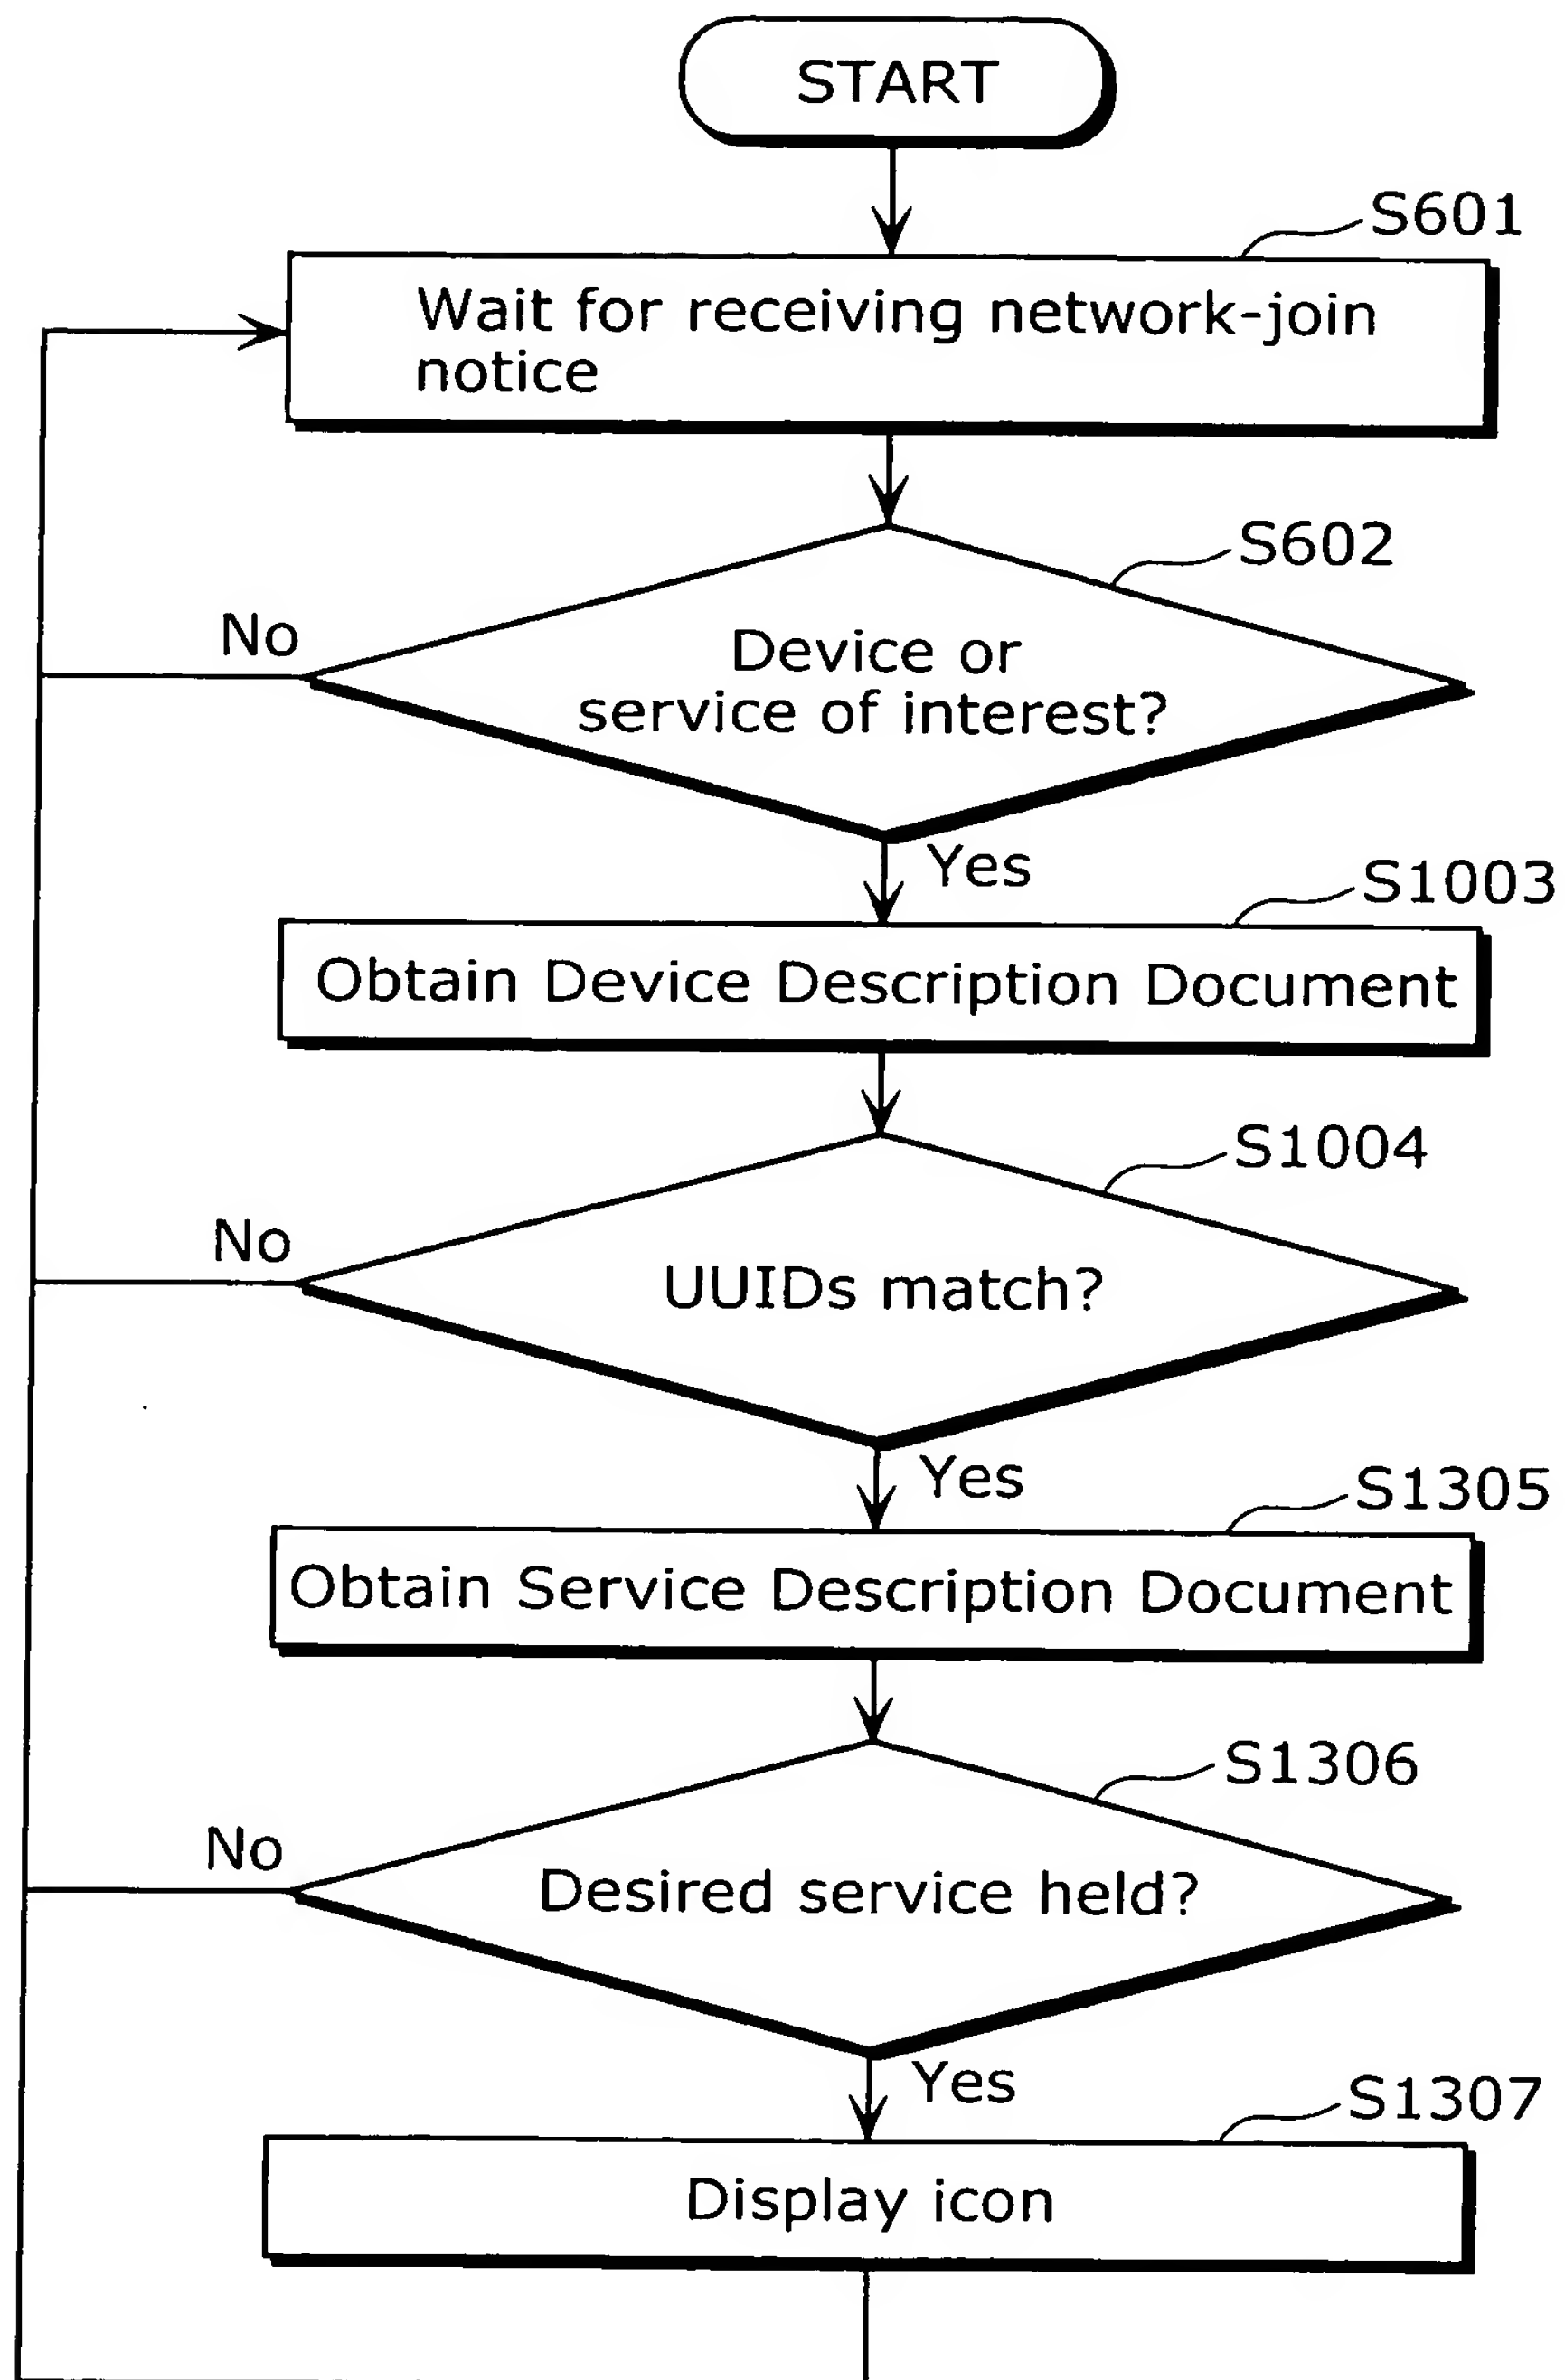 START
S601
Wait for receiving network-join
notice
S602
No
Device or
service of interest?
Yes
S1003
Obtain Device Description Document
S1004
No
UUIDs match?
Yes
S1305
Obtain Service Description Document
S1306
No
Desired service held?
Yes
S1307
Display icon